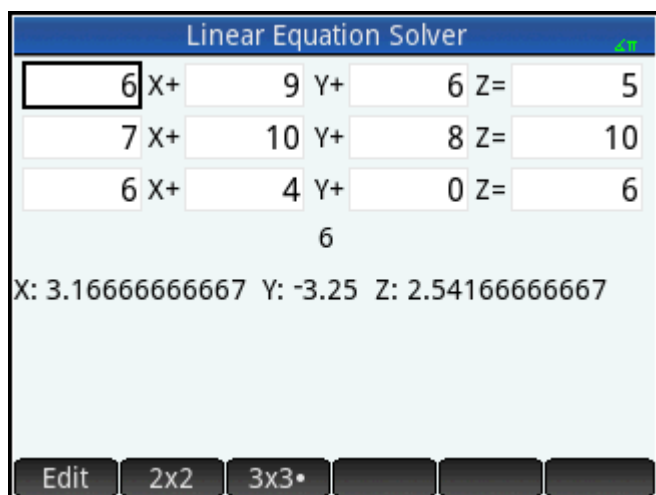 Linear Equation Solver
∡π
6 X+ 9 Y+ 6 Z= 5
7 X+ 10 Y+ 8 Z= 10
6 X+ 4 Y+ 0 Z= 6
6
X: 3.16666666667 Y: -3.25 Z: 2.54166666667
Edit 2x2 3x3•